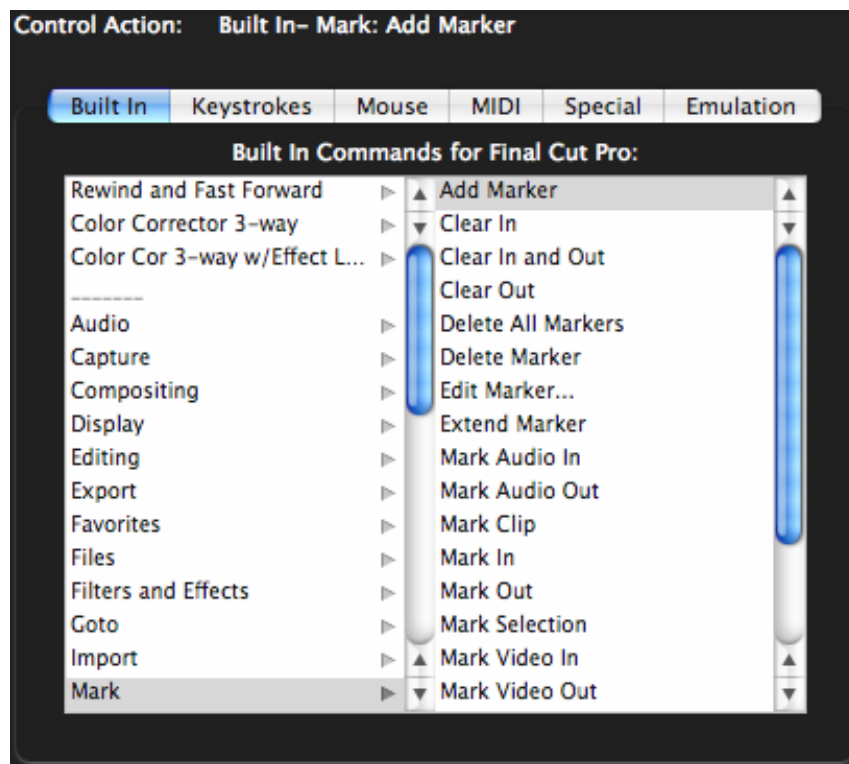 Control Action: Built In– Mark: Add Marker
Built In Keystrokes Mouse MIDI Special Emulation
Built In Commands for Final Cut Pro:
Rewind and Fast Forward
Color Corrector 3-way
Color Cor 3-way w/Effect L...
_______
Audio
Capture
Compositing
Display
Editing
Export
Favorites
Files
Filters and Effects
Goto
Import
Mark
Add Marker
Clear In
Clear In and Out
Clear Out
Delete All Markers
Delete Marker
Edit Marker...
Extend Marker
Mark Audio In
Mark Audio Out
Mark Clip
Mark In
Mark Out
Mark Selection
Mark Video In
Mark Video Out